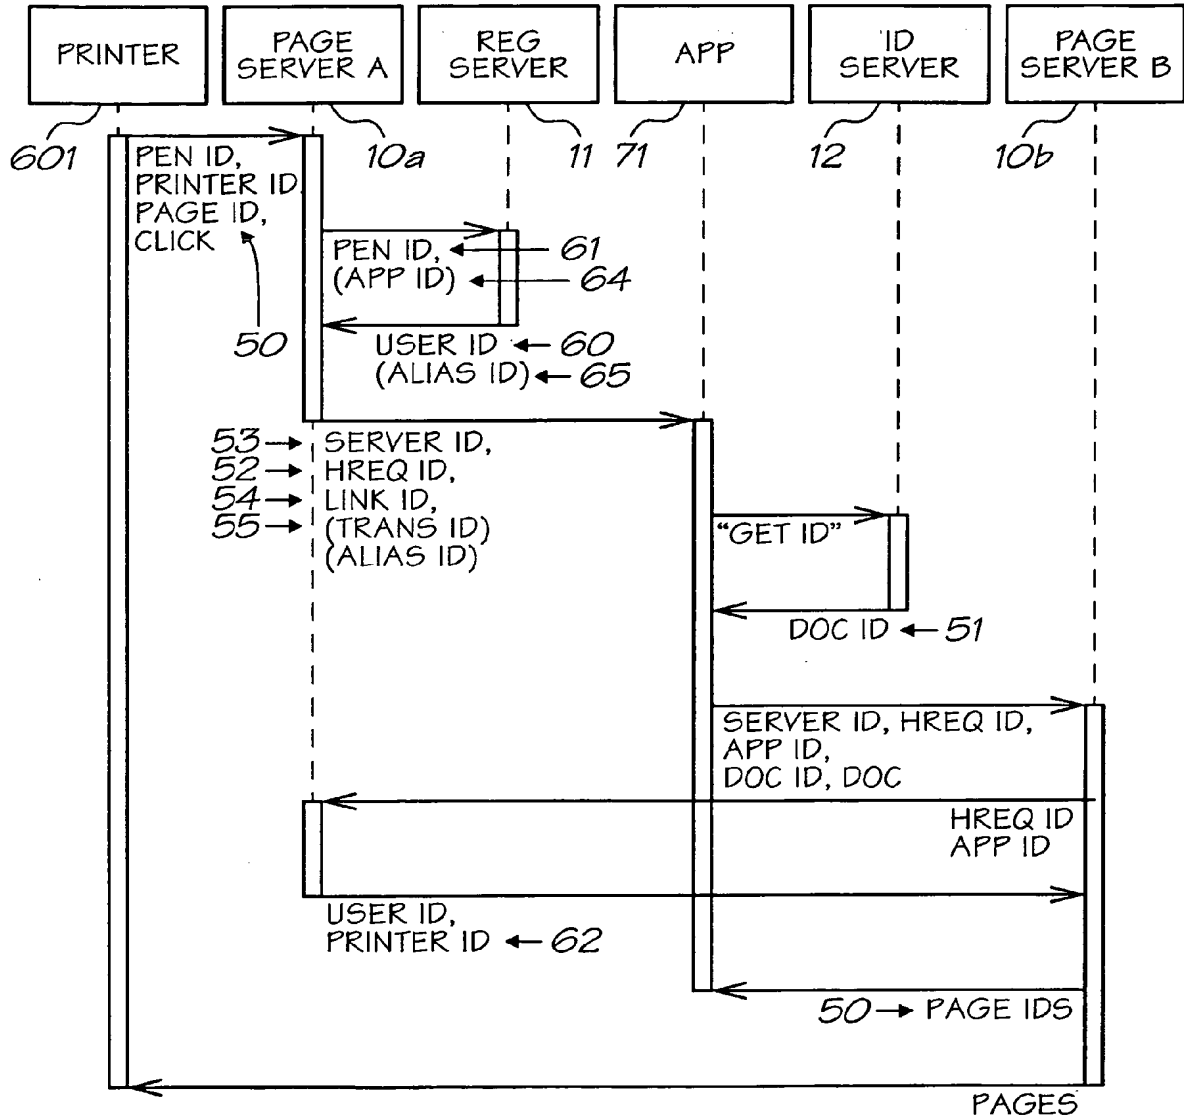 PRINTER
PAGE
SERVER A
REG
SERVER
APP
ID
SERVER
PAGE
SERVER B
601
10a
11
71
12
10b
PEN ID,
PRINTER ID,
PAGE ID,
CLICK
50
PEN ID,
61
(APP ID)
64
USER ID
60
(ALIAS ID)
65
53
SERVER ID,
52
HREQ ID,
54
LINK ID,
55
(TRANS ID)
(ALIAS ID)
"GET ID"
DOC ID
51
SERVER ID, HREQ ID,
APP ID,
DOC ID, DOC
HREQ ID
APP ID
USER ID,
PRINTER ID
62
50
PAGE IDS
PAGES